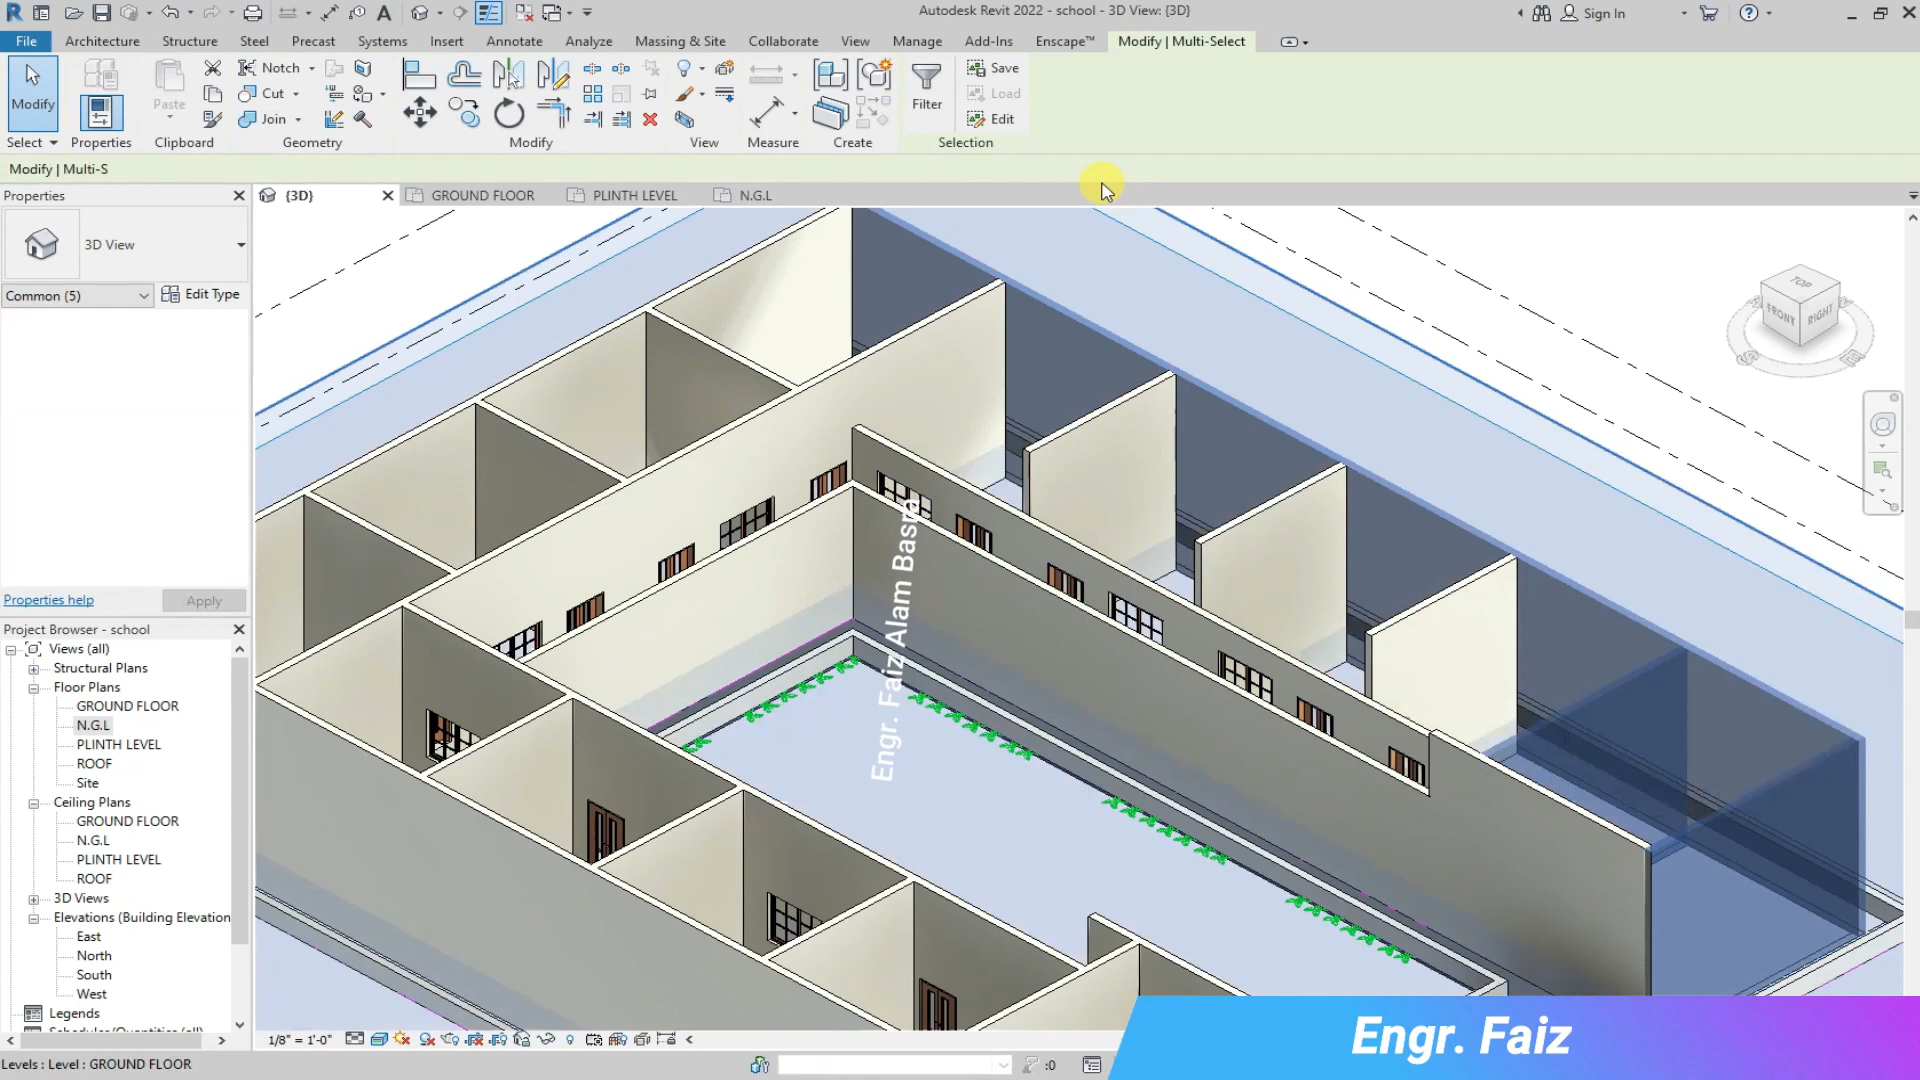 Autodesk Revit 2022 - school - 3D View: {3D}
Sign In
File
Architecture
Structure
Steel
Precast
Systems
Insert
Annotate
Analyze
Massing & Site
Collaborate
View
Manage
Add-Ins
Enscape™
Modify | Multi-Select
Modify
Paste
Notch
Cut
Join
Filter
Save
Load
Edit
Select
Properties
Clipboard
Geometry
Modify
View
Measure
Create
Selection
Modify | Multi-S
Properties
{3D}
GROUND FLOOR
PLINTH LEVEL
N.G.L
3D View
Common (5)
Edit Type
TOP
FRONT
RIGHT
Engr. Faiz Alam Basra
Properties help
Apply
Project Browser - school
Views (all)
Structural Plans
Floor Plans
GROUND FLOOR
N.G.L
PLINTH LEVEL
ROOF
Site
Ceiling Plans
GROUND FLOOR
N.G.L
PLINTH LEVEL
ROOF
3D Views
Elevations (Building Elevation
East
North
South
West
Legends
1/8" = 1'-0"
Levels : Level : GROUND FLOOR
:0
Engr. Faiz